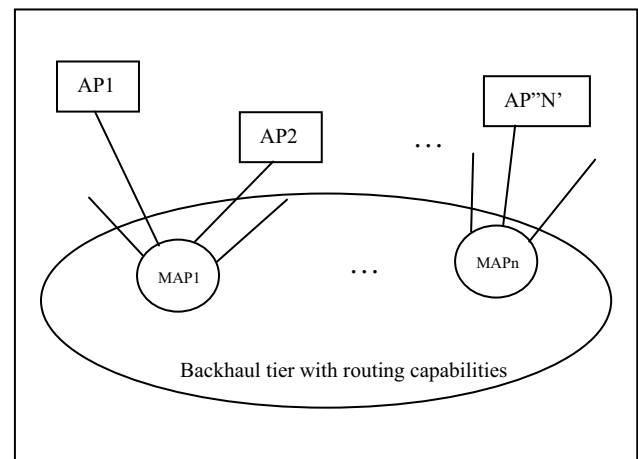 AP1
AP2
AP”N’
…
MAP1
…
MAPn
Backhaul tier with routing capabilities